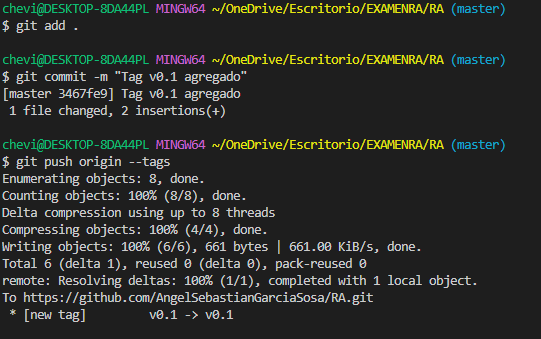 chevi@DESKTOP-8DA44PL MINGW64 ~/OneDrive/Escritorio/EXAMENRA/RA (master)
$ git add .
chevi@DESKTOP-8DA44PL MINGW64 ~/OneDrive/Escritorio/EXAMENRA/RA (master)
$ git commit -m "Tag v0.1 agregado"
[master 3467fe9] Tag v0.1 agregado
 1 file changed, 2 insertions(+)
chevi@DESKTOP-8DA44PL MINGW64 ~/OneDrive/Escritorio/EXAMENRA/RA (master)
$ git push origin --tags
Enumerating objects: 8, done.
Counting objects: 100% (8/8), done.
Delta compression using up to 8 threads
Compressing objects: 100% (4/4), done.
Writing objects: 100% (6/6), 661 bytes | 661.00 KiB/s, done.
Total 6 (delta 1), reused 0 (delta 0), pack-reused 0
remote: Resolving deltas: 100% (1/1), completed with 1 local object.
To https://github.com/AngelSebastianGarciaSosa/RA.git
 * [new tag]         v0.1 -> v0.1